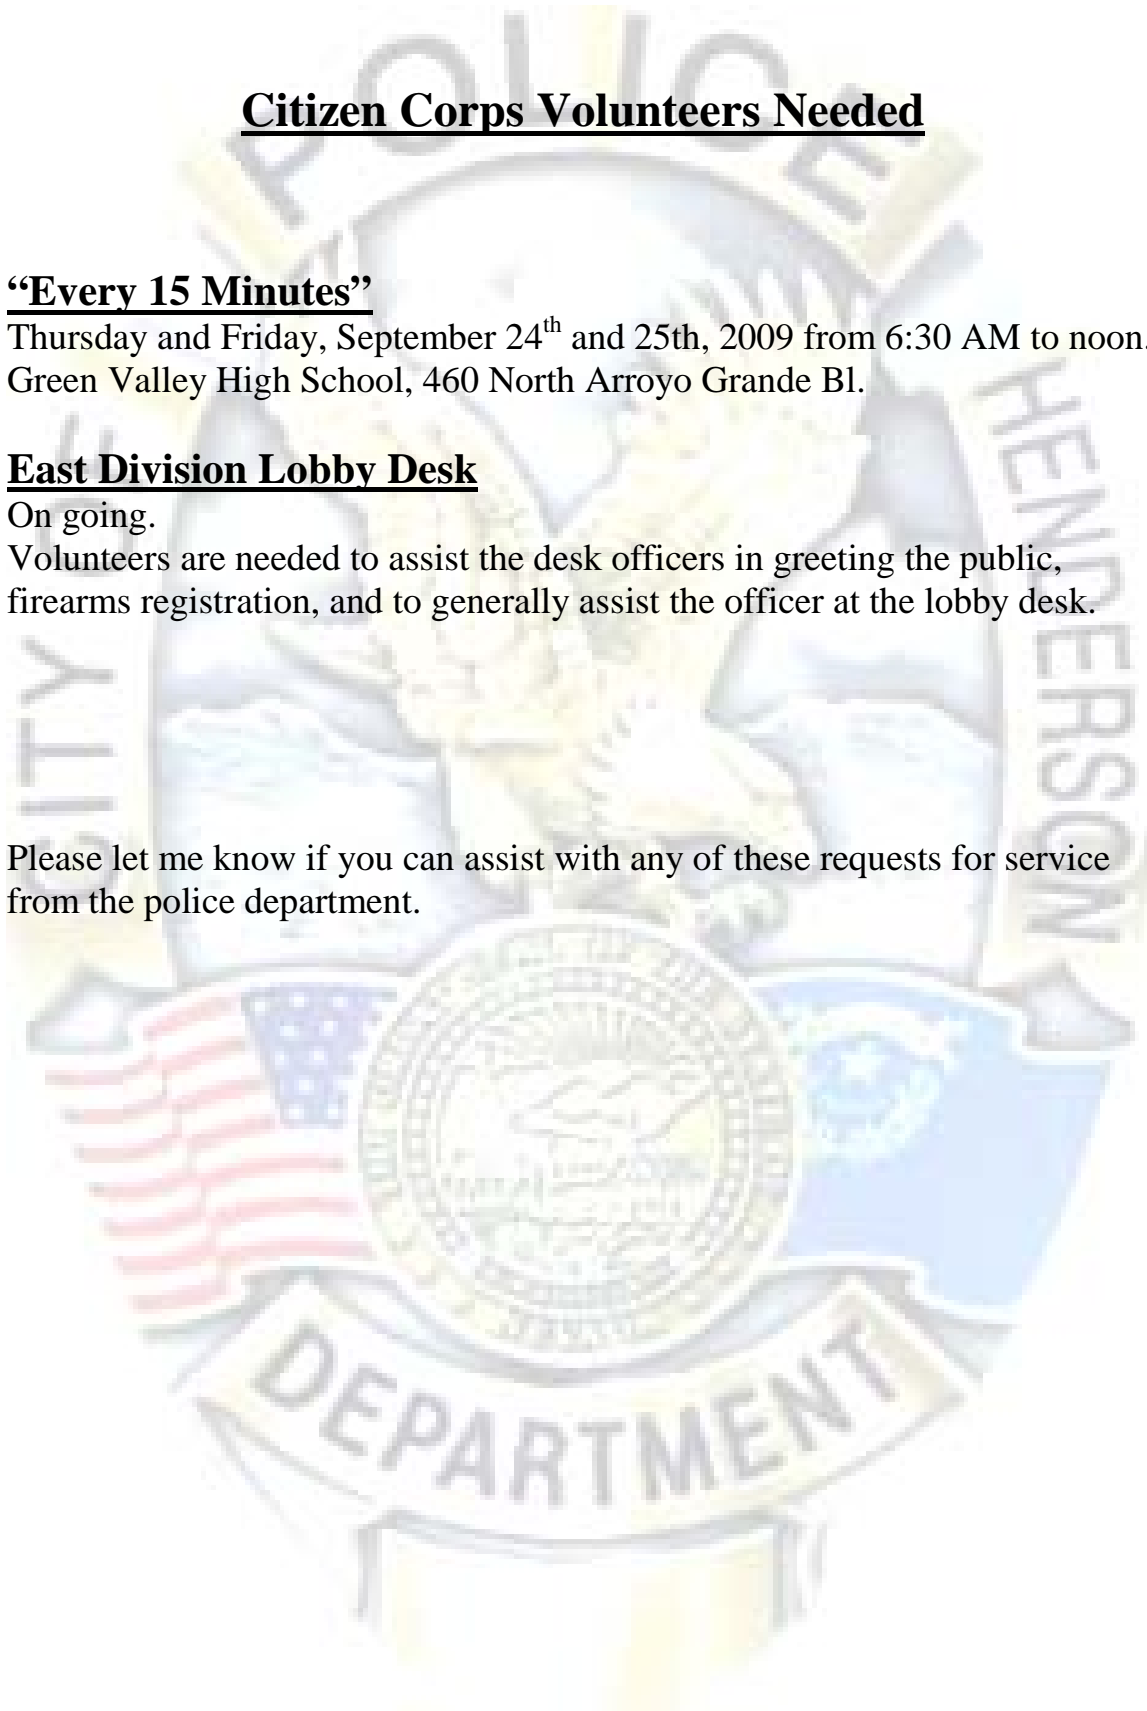 Citizen Corps Volunteers Needed
“Every 15 Minutes”
Thursday and Friday, September 24th and 25th, 2009 from 6:30 AM to noon.
Green Valley High School, 460 North Arroyo Grande Bl.
East Division Lobby Desk
On going.
Volunteers are needed to assist the desk officers in greeting the public,
firearms registration, and to generally assist the officer at the lobby desk.
Please let me know if you can assist with any of these requests for service
from the police department.
POLICE
CITY OF
HENDERSON
DEPARTMENT